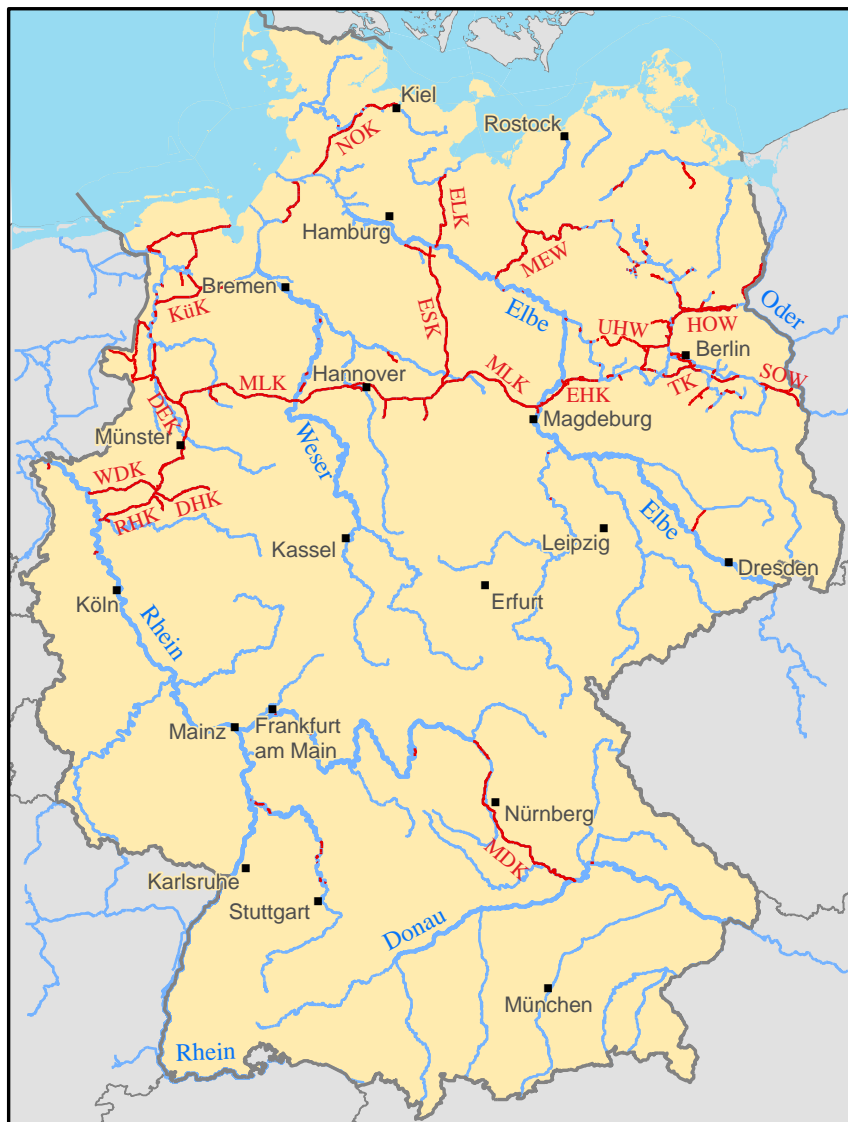 Kiel
Rostock
NOK
ELK
Hamburg
MEW
Bremen
KüK
ESK
Elbe
Oder
UHW
HOW
Berlin
MLK
Hannover
MLK
EHK
TK
SOW
DEK
Münster
Weser
Magdeburg
WDK
DHK
RHK
Kassel
Leipzig
Elbe
Dresden
Köln
Erfurt
Rhein
Mainz
Frankfurt
am Main
Nürnberg
MDK
Karlsruhe
Stuttgart
Donau
München
Rhein